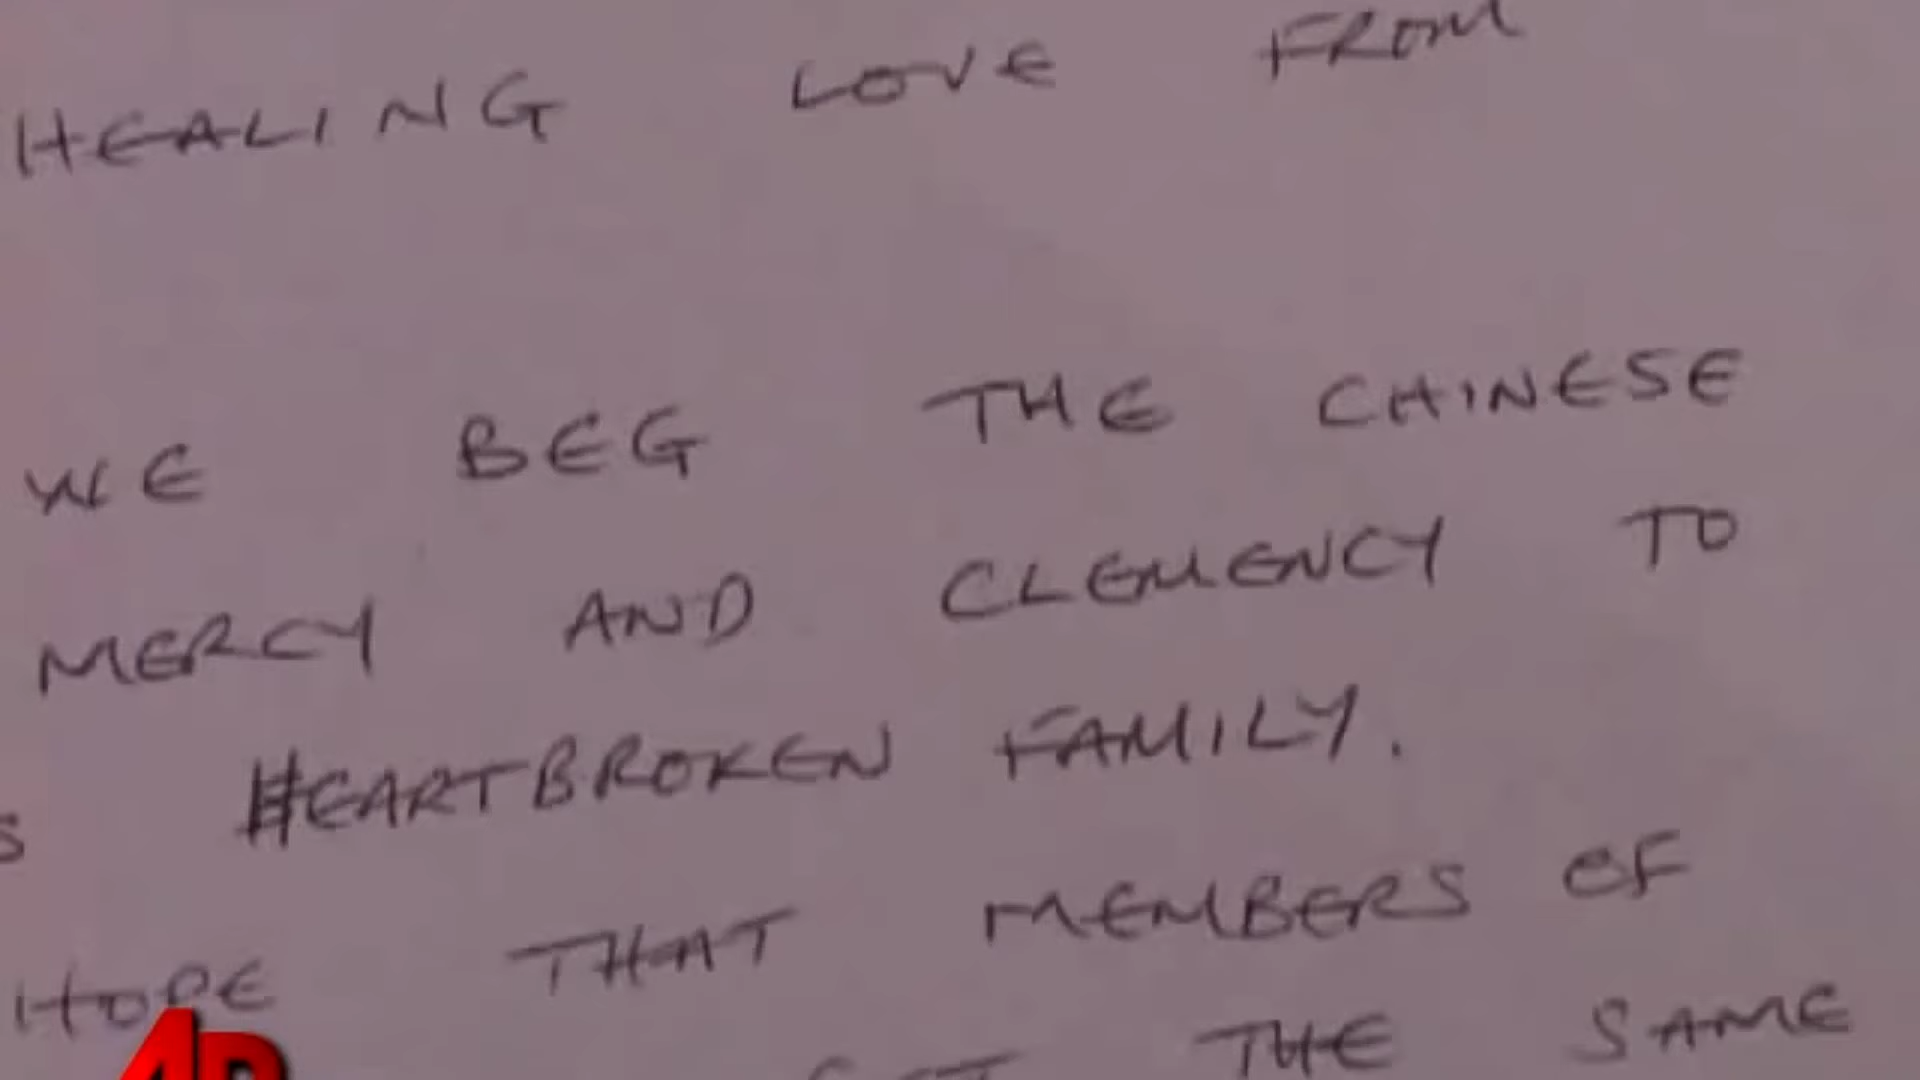 HEALING LOVE FROM
WE BEG THE CHINESE
MERCY AND CLEMENCY TO
HEARTBROKEN FAMILY.
HOPE THAT MEMBERS OF
THE SAME
AP